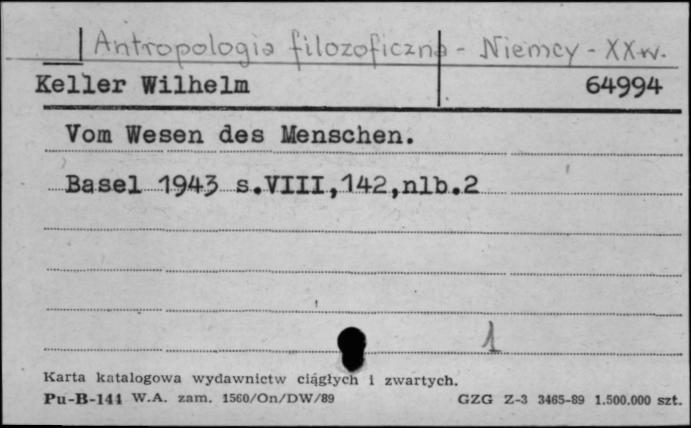 Antropologia filozoficzna - Niemcy - XX w.
Keller Wilhelm 64994
Vom Wesen des Menschen.
Basel 1943 s.VIII,142,nlb.2
1
Karta katalogowa wydawnictw ciągłych i zwartych.
Pu-B-144 W.A. zam. 1560/On/DW/89 GZG Z-3 3465-89 1.500.000 szt.